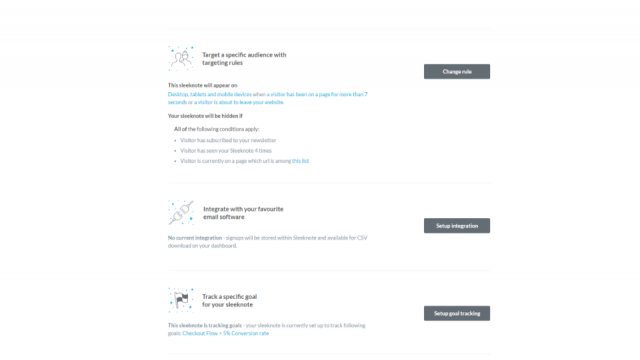 Target a specific audience with
targeting rules
Change rule
This sleeknote will appear on
Desktop, tablets and mobile devices when a visitor has been on a page for more than 7
seconds or a visitor is about to leave your website
Your sleeknote will be hidden if
All of the following conditions apply:
Visitor has subscribed to your newsletter
Visitor has seen your Sleeknote 4 times
Visitor is currently on a page which url is among this list
Integrate with your favourite
email software
Setup integration
No current integration - signups will be stored within Sleeknote and available for CSV
download on your dashboard.
Track a specific goal
for your sleeknote
Setup goal tracking
This sleeknote is tracking goals - your sleeknote is currently set up to track following
goals: Checkout Flow > 5% Conversion rate